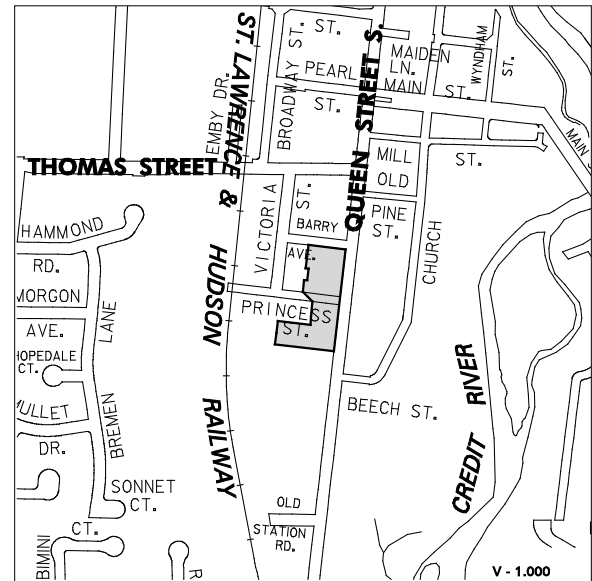 ST.
ST.
MAIDEN
LN.
WYNDHAM
ST.
PEARL
MAIN
ST.
EMBY DR.
BROADWAY
ST.
ST. LAWRENCE & HUDSON RAILWAY
QUEEN STREET S.
MAIN
THOMAS STREET
MILL
ST.
OLD
VICTORIA
ST.
BARRY
AVE.
PINE
ST.
CHURCH
HAMMOND
RD.
MORGON
AVE.
LANE
HOPEDALE
CT.
PRINCESS
ST.
BREMEN
DR.
BEECH ST.
CREDIT RIVER
SONNET
CT.
CT.
BIMINI
OLD
STATION
RD.
V - 1.000